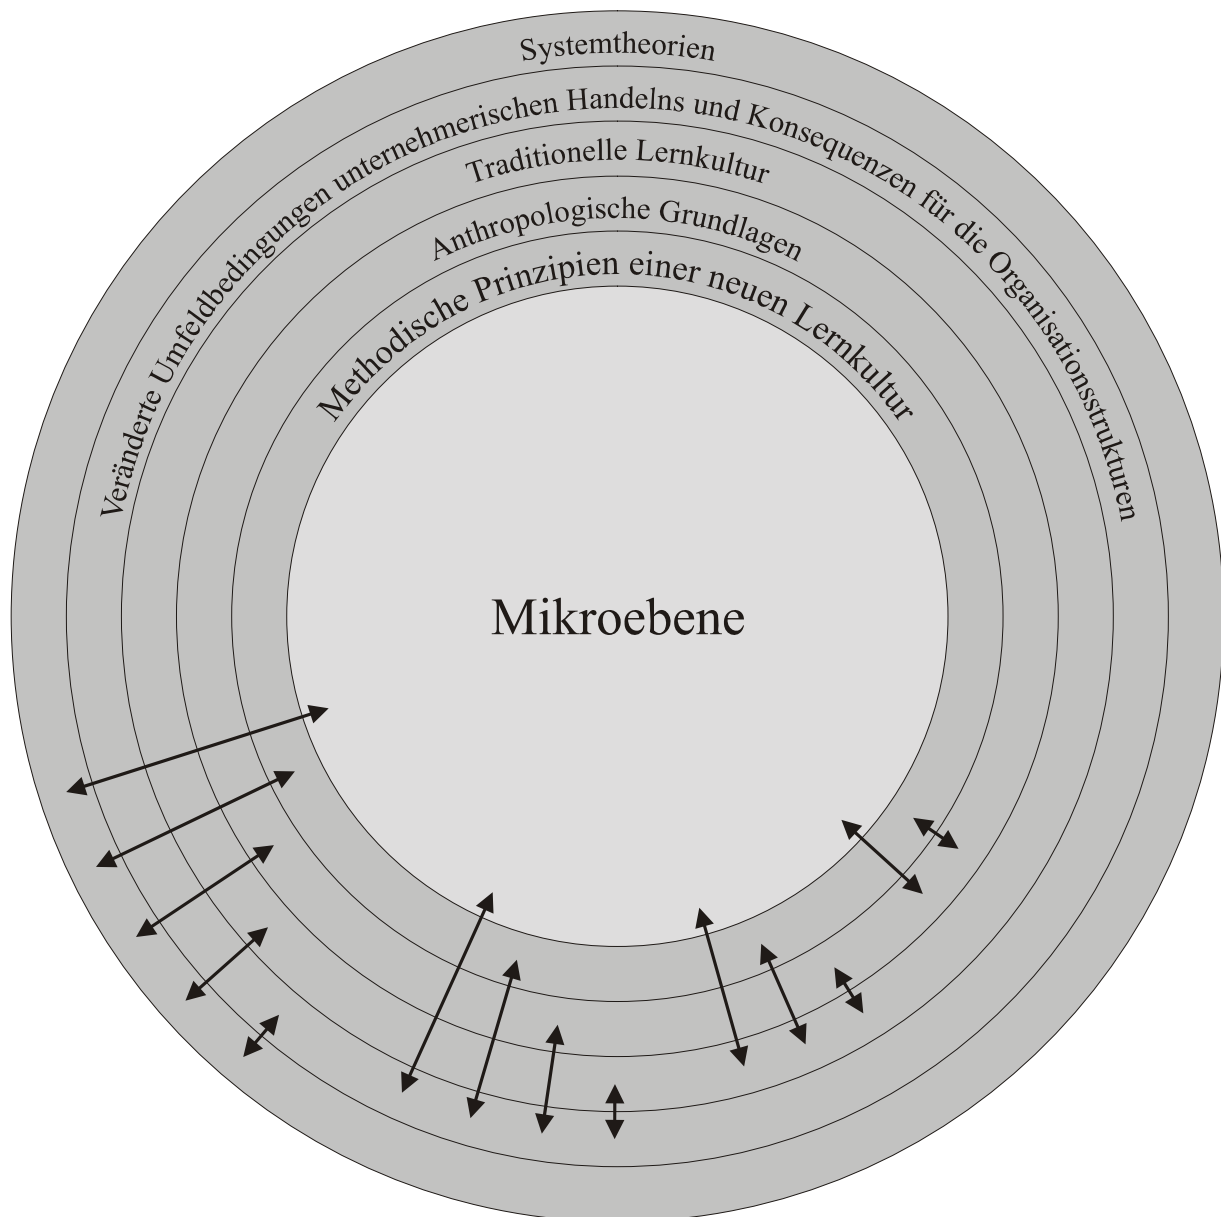 Systemtheorien
Veränderte Umfeldbedingungen unternehmerischen Handelns und Konsequenzen für die Organisationsstrukturen
Traditionelle Lernkultur
Anthropologische Grundlagen
Methodische Prinzipien einer neuen Lernkultur
Mikroebene